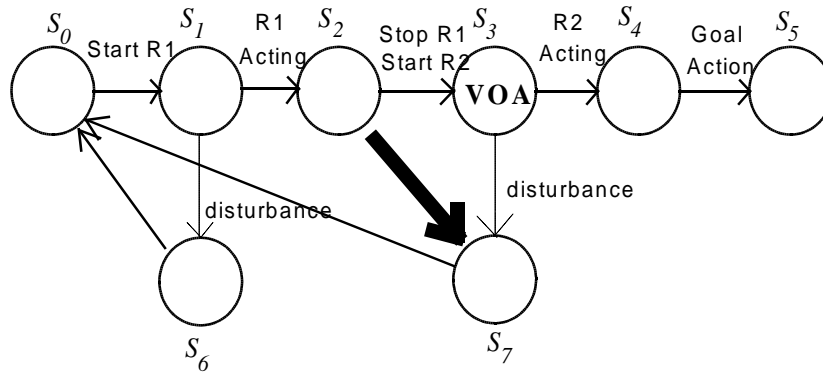 S0
Start R1
S1
R1
Acting
S2
Stop R1
Start R2
S3
VOA
R2
Acting
S4
Goal
Action
S5
disturbance
disturbance
S6
S7